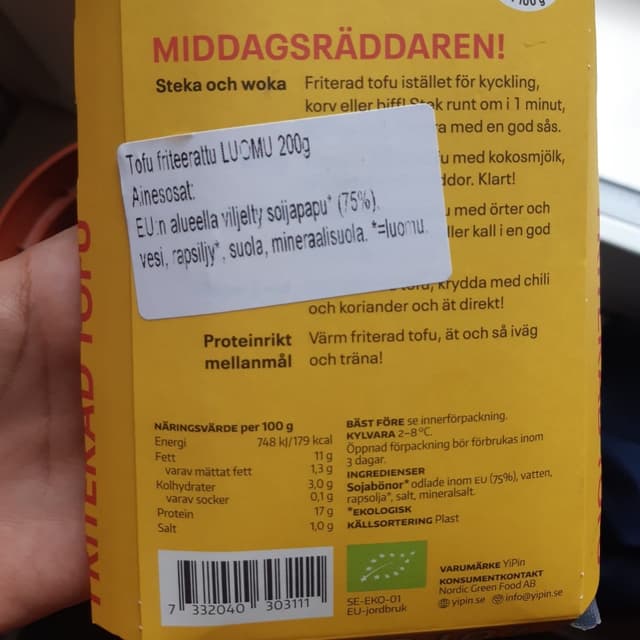 100 g
MIDDAGSRÄDDAREN!
Steka och woka Friterad tofu istället för kyckling,
korv eller biff! Stek runt om i 1 minut,
med en god sås.
med kokosmjölk,
Klart!
med örter och
eller kall i en god
tofu, krydda med chili
och koriander och ät direkt!
Proteinrikt Värm friterad tofu, ät och så iväg
mellanmål och träna!
Tofu friteerattu LUOMU 200g
Ainesosat:
EU:n alueella viljelty soijapapu* (75%),
vesi, rapsiljy*, suola, mineraalisuola. *=luomu.
FRITERAD TOFU
NÄRINGSVÄRDE per 100 g
Energi 748 kJ/179 kcal
Fett 11 g
varav mättat fett 1,3 g
Kolhydrater 3,0 g
varav socker 0,1 g
Protein 17 g
Salt 1,0 g
BÄST FÖRE se innerförpackning.
KYLVARA 2–8°C.
Öppnad förpackning bör förbrukas inom
3 dagar.
INGREDIENSER
Sojabönor* odlade inom EU (75%), vatten,
rapsolja*, salt, mineralsalt.
*EKOLOGISK
KÄLLSORTERING Plast
7 332040 303111
SE-EKO-01
EU-jordbruk
VARUMÄRKE YiPin
KONSUMENTKONTAKT
Nordic Green Food AB
yipin.se info@yipin.se